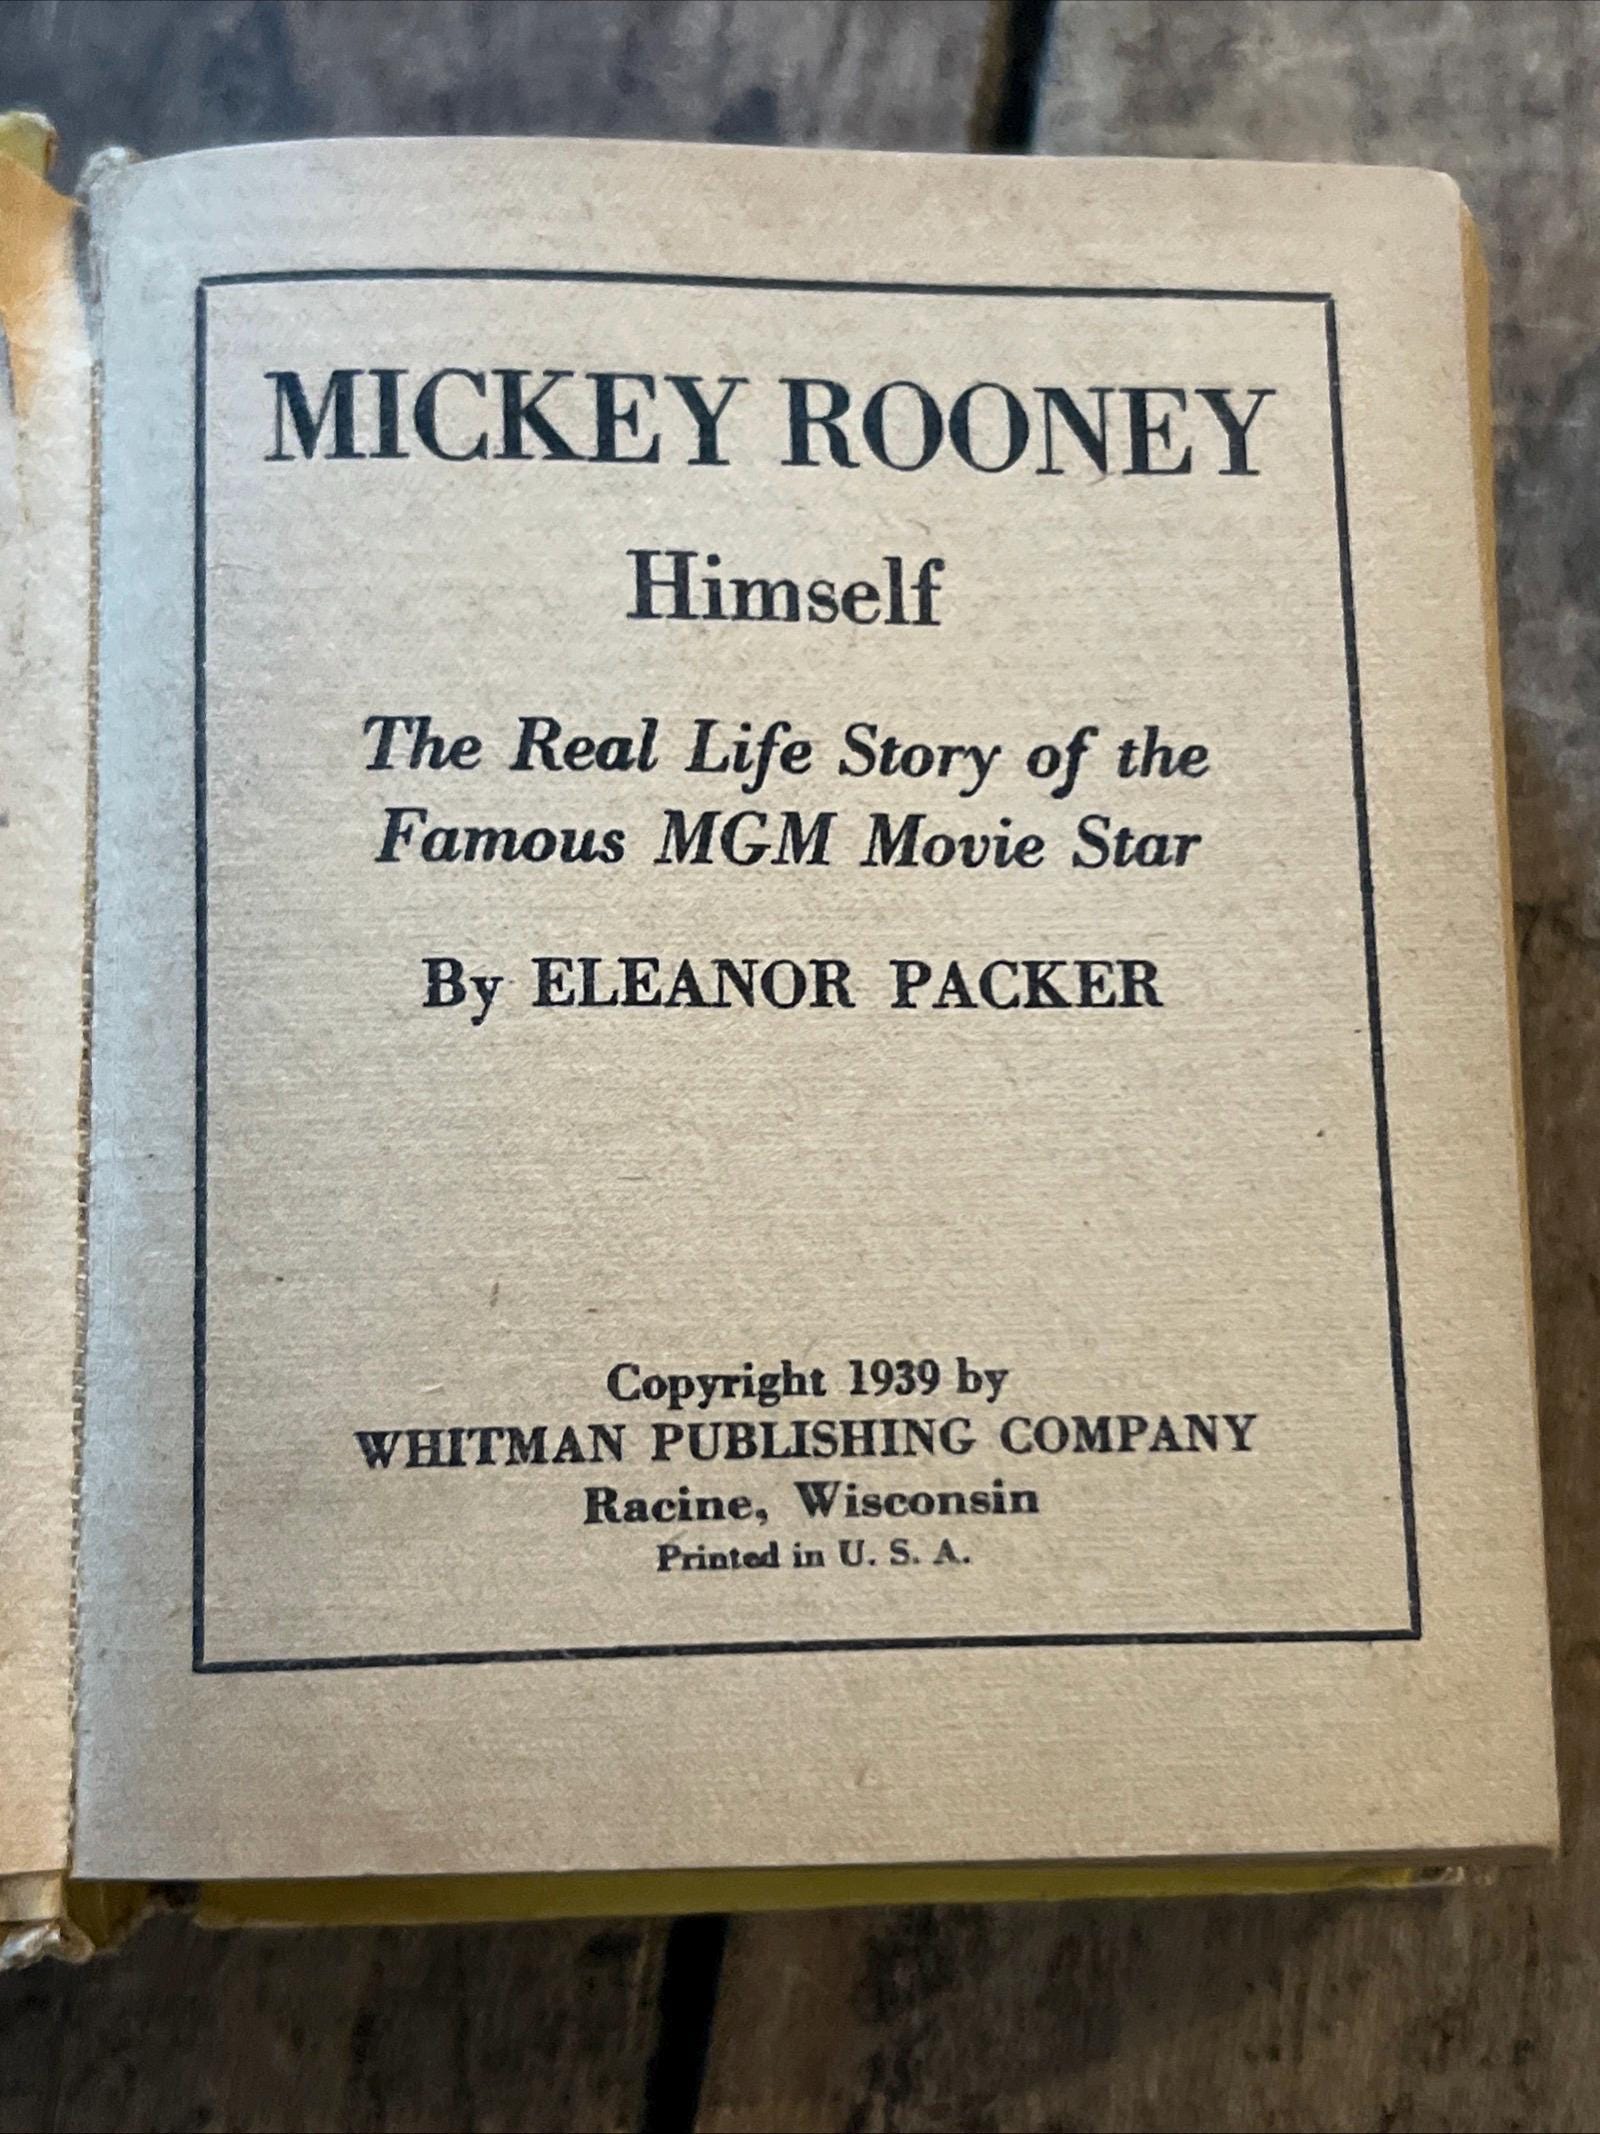 MICKEY ROONEY
Himself
The Real Life Story of the
Famous MGM Movie Star
By ELEANOR PACKER
Copyright 1939 by
WHITMAN PUBLISHING COMPANY
Racine, Wisconsin
Printed in U. S. A.